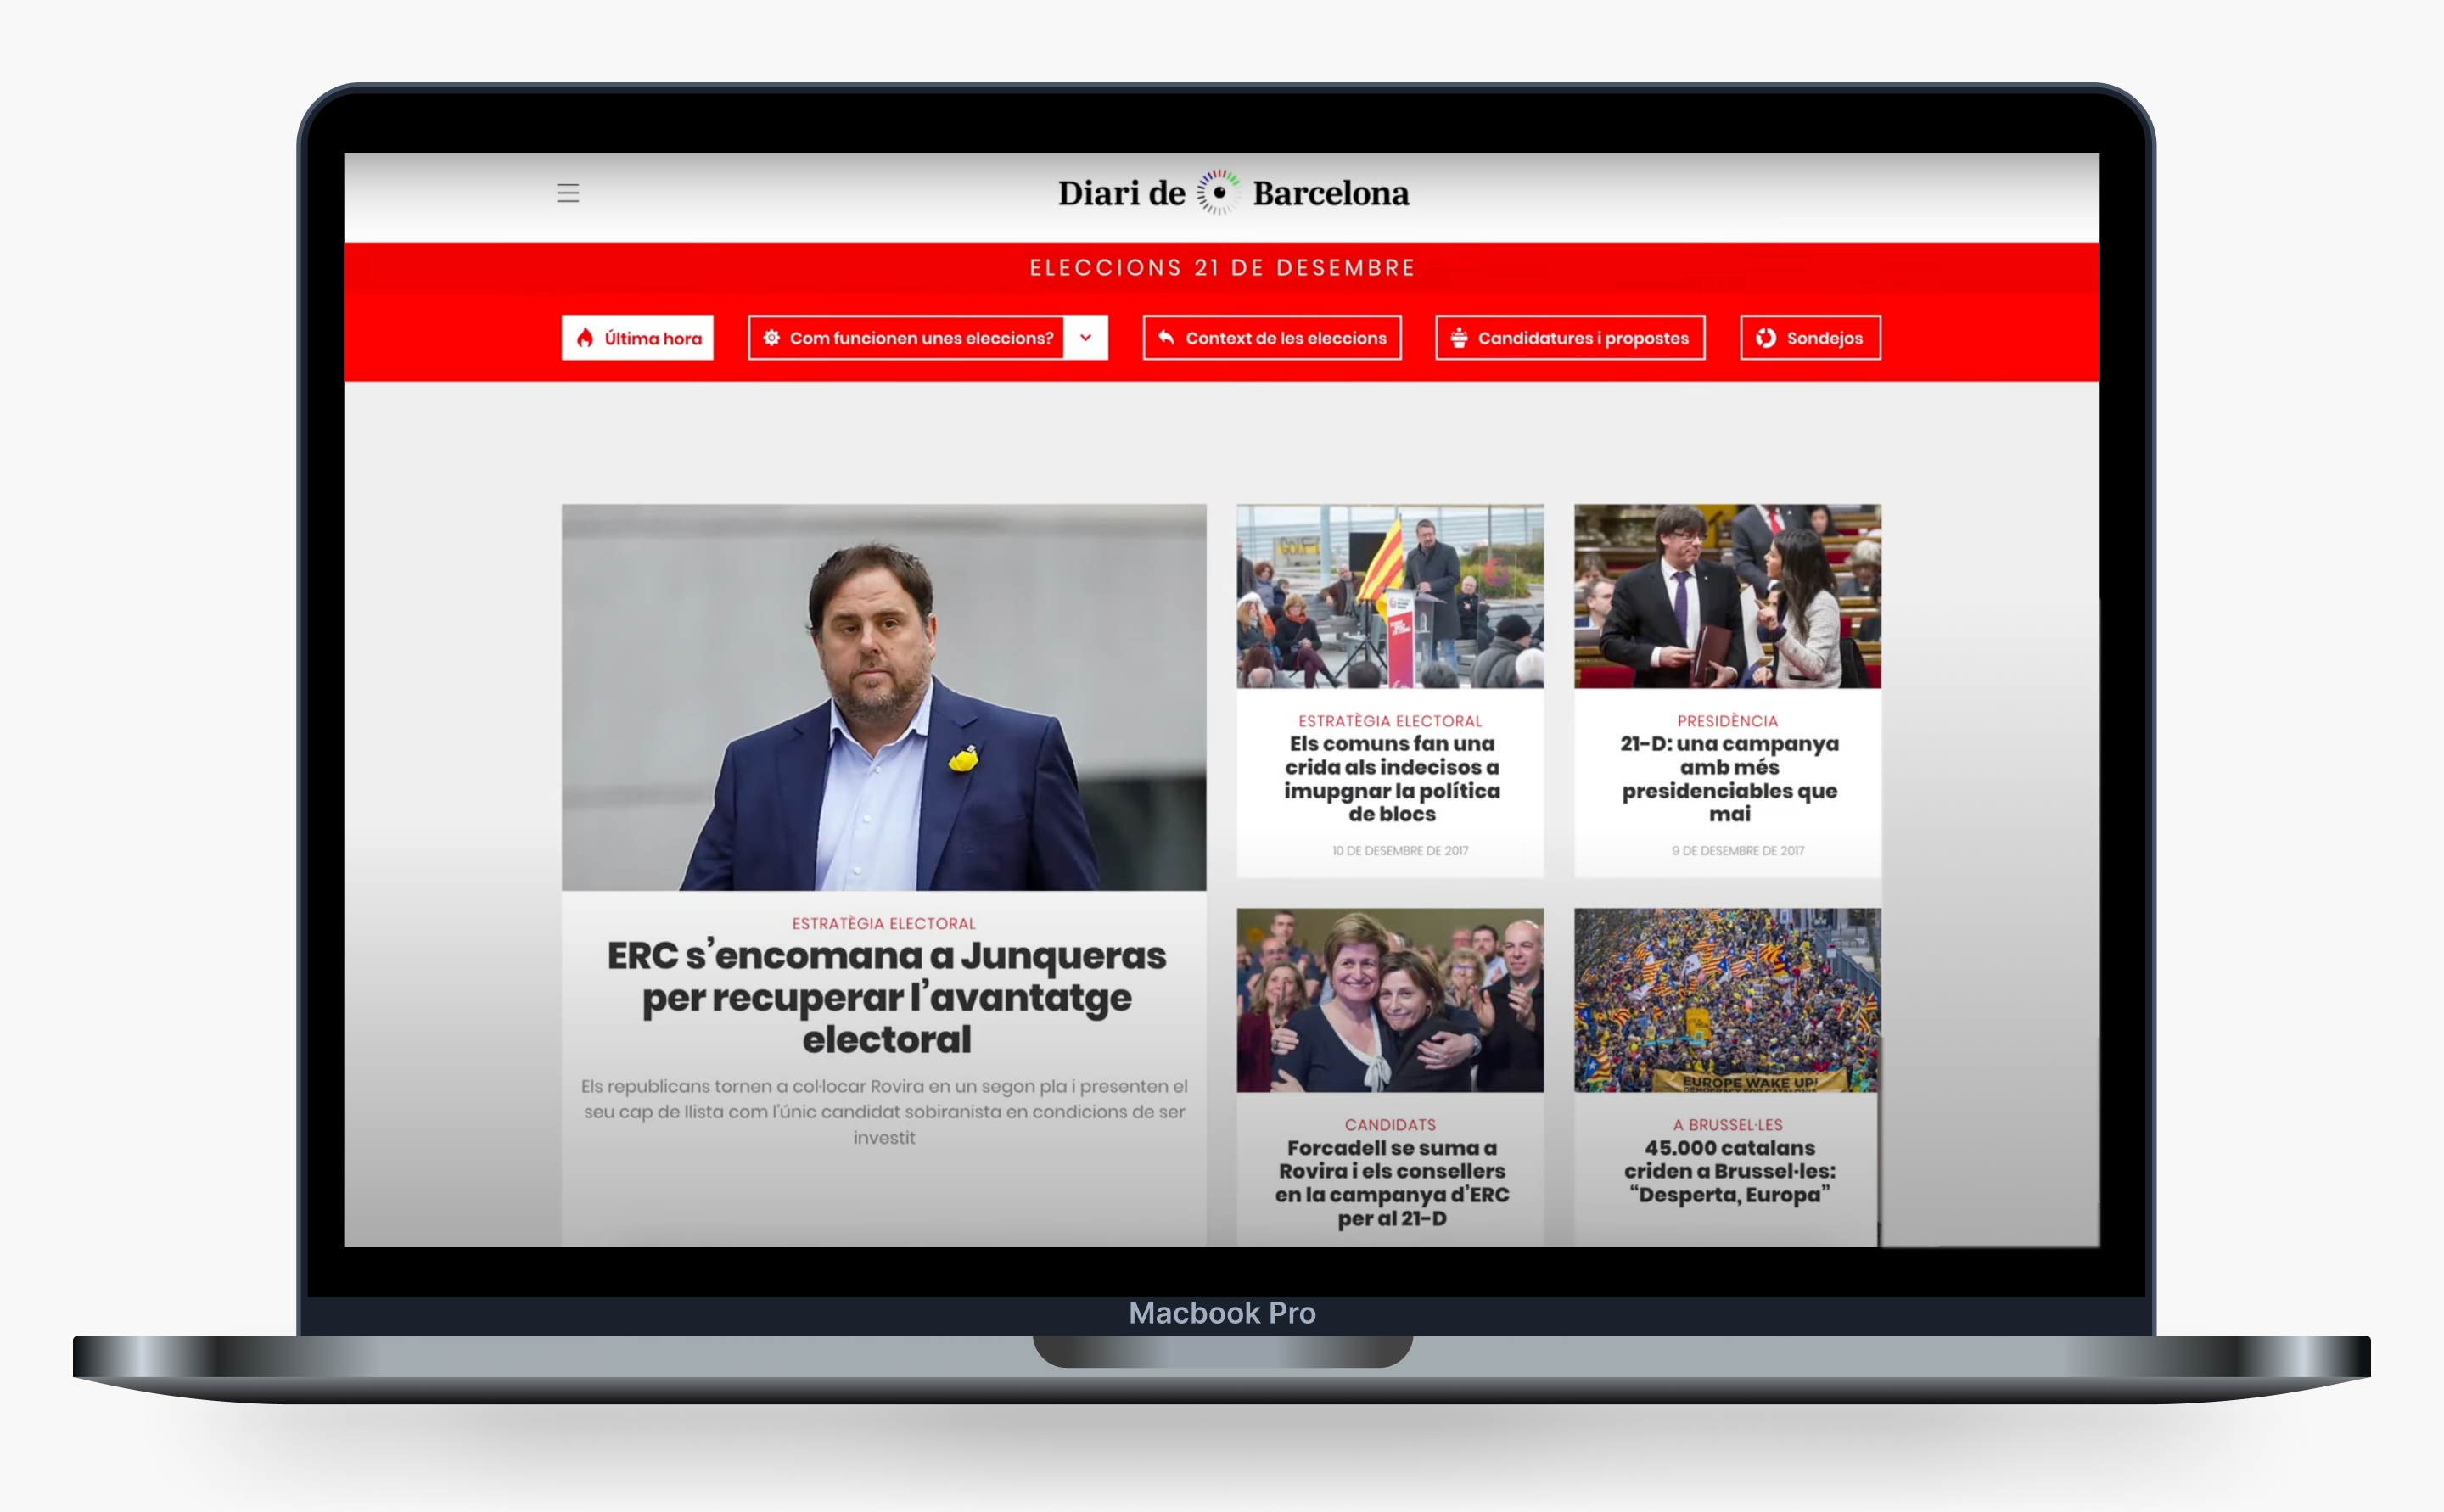 Diari de Barcelona
ELECCIONS 21 DE DESEMBRE
Última hora
Com funcionen unes eleccions?
Context de les eleccions
Candidatures i propostes
Sondejos
ESTRATÈGIA ELECTORAL
ERC s’encomana a Junqueras
per recuperar l’avantatge
electoral
Els republicans tornen a col·locar Rovira en un segon pla i presenten el
seu cap de llista com l'únic candidat sobiranista en condicions de ser
investit
ESTRATÈGIA ELECTORAL
Els comuns fan una
crida als indecisos a
imupgnar la política
de blocs
10 DE DESEMBRE DE 2017
PRESIDÈNCIA
21-D: una campanya
amb més
presidenciables que
mai
9 DE DESEMBRE DE 2017
CANDIDATS
Forcadell se suma a
Rovira i els consellers
en la campanya d’ERC
per al 21-D
EUROPE WAKE UP!
A BRUSSEL·LES
45.000 catalans
criden a Brussel·les:
“Desperta, Europa”
Macbook Pro